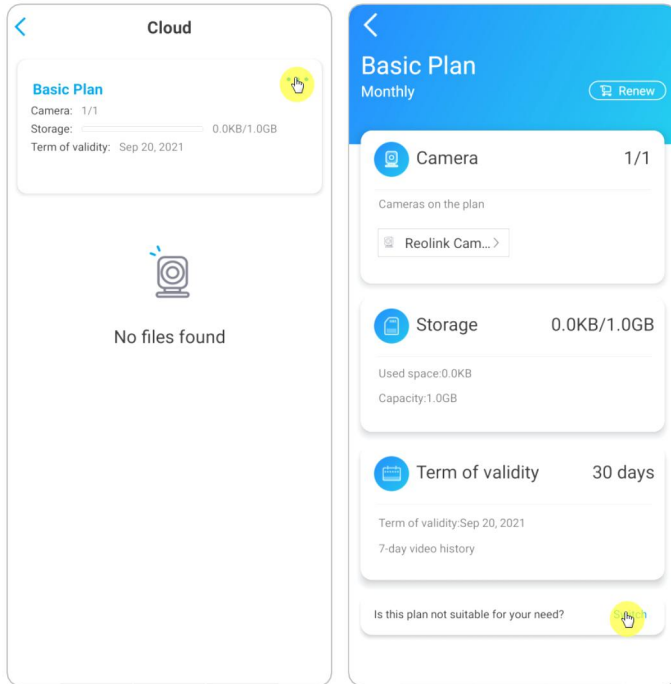 Cloud
Basic Plan
Camera: 1/1
Storage: 0.0KB/1.0GB
Term of validity: Sep 20, 2021
No files found
Basic Plan
Monthly
Renew
Camera 1/1
Cameras on the plan
Reolink Cam...
Storage 0.0KB/1.0GB
Used space:0.0KB
Capacity:1.0GB
Term of validity 30 days
Term of validity:Sep 20, 2021
7-day video history
Is this plan not suitable for your need?